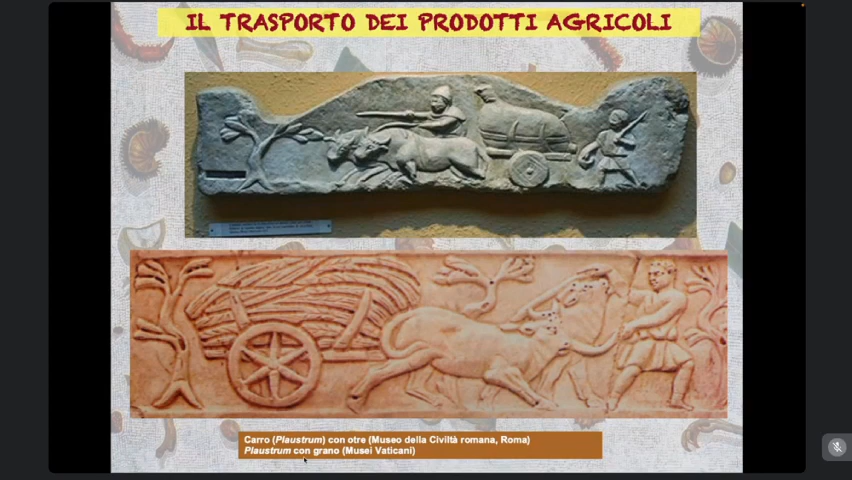 IL TRASPORTO DEI PRODOTTI AGRICOLI
Carro (Plaustrum) con otre (Museo della Civiltà romana, Roma)
Plaustrum con grano (Musei Vaticani)